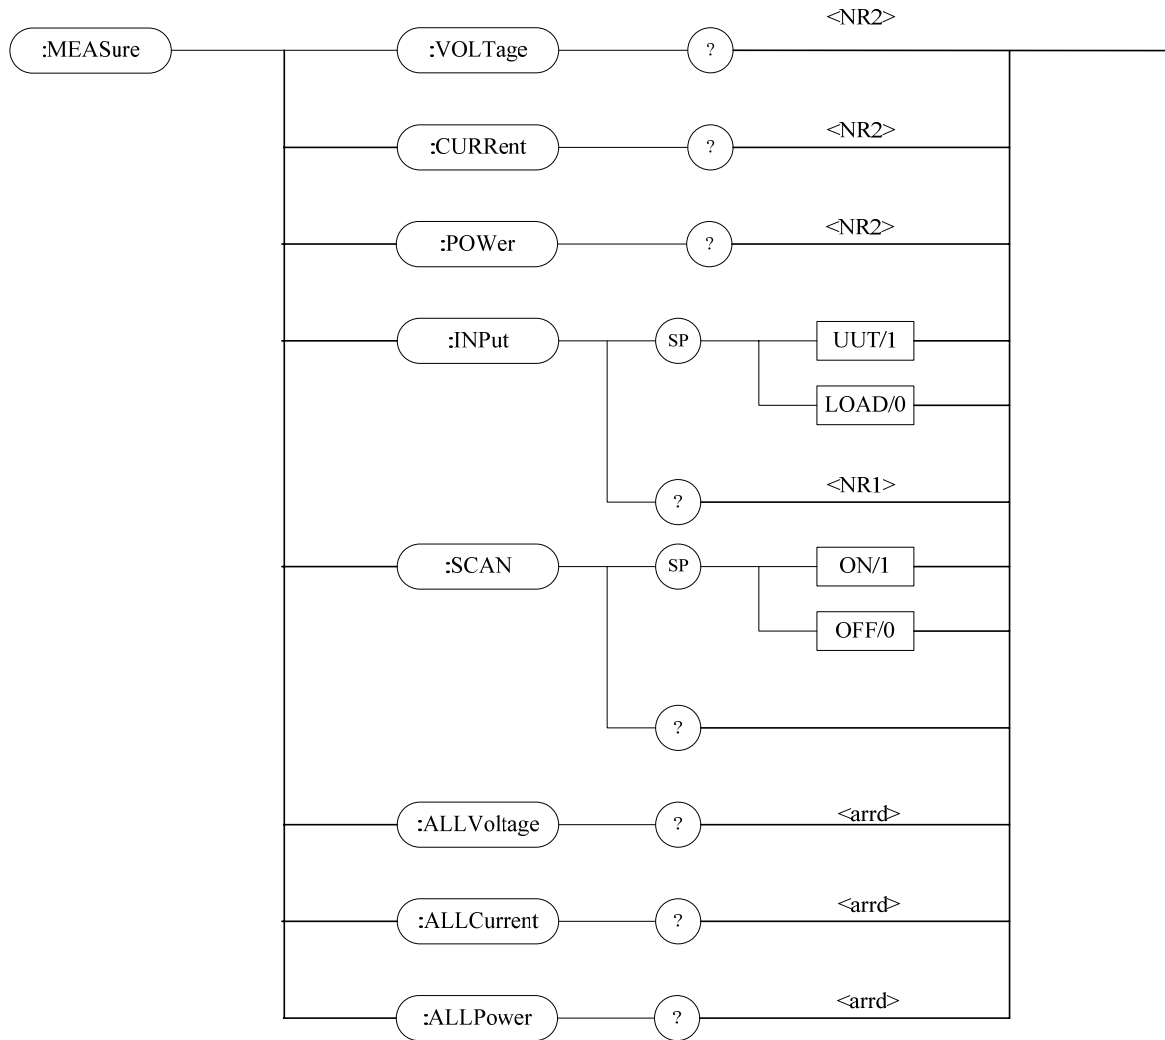 <NR2>
:MEASure :VOLTage ?
<NR2>
:CURRent ?
<NR2>
:POWer ?
:INPut SP UUT/1
LOAD/0
<NR1>
?
:SCAN SP ON/1
OFF/0
?
<arrd>
:ALLVoltage ?
<arrd>
:ALLCurrent ?
<arrd>
:ALLPower ?